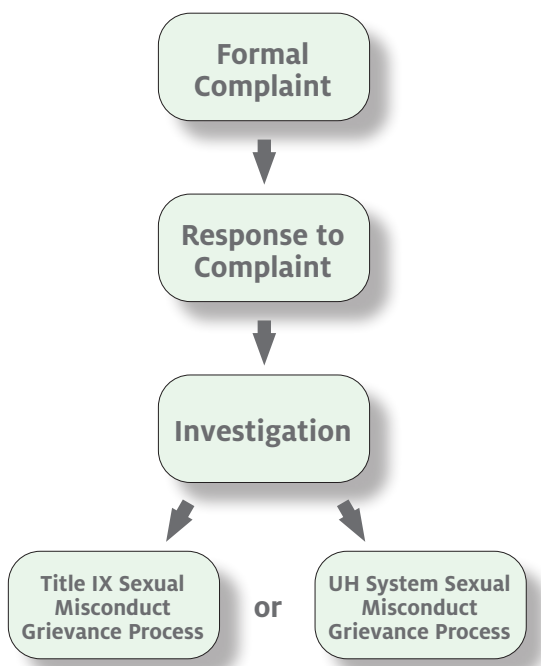 Formal
Complaint
Response to
Complaint
Investigation
Title IX Sexual
Misconduct
Grievance Process
or
UH System Sexual
Misconduct
Grievance Process